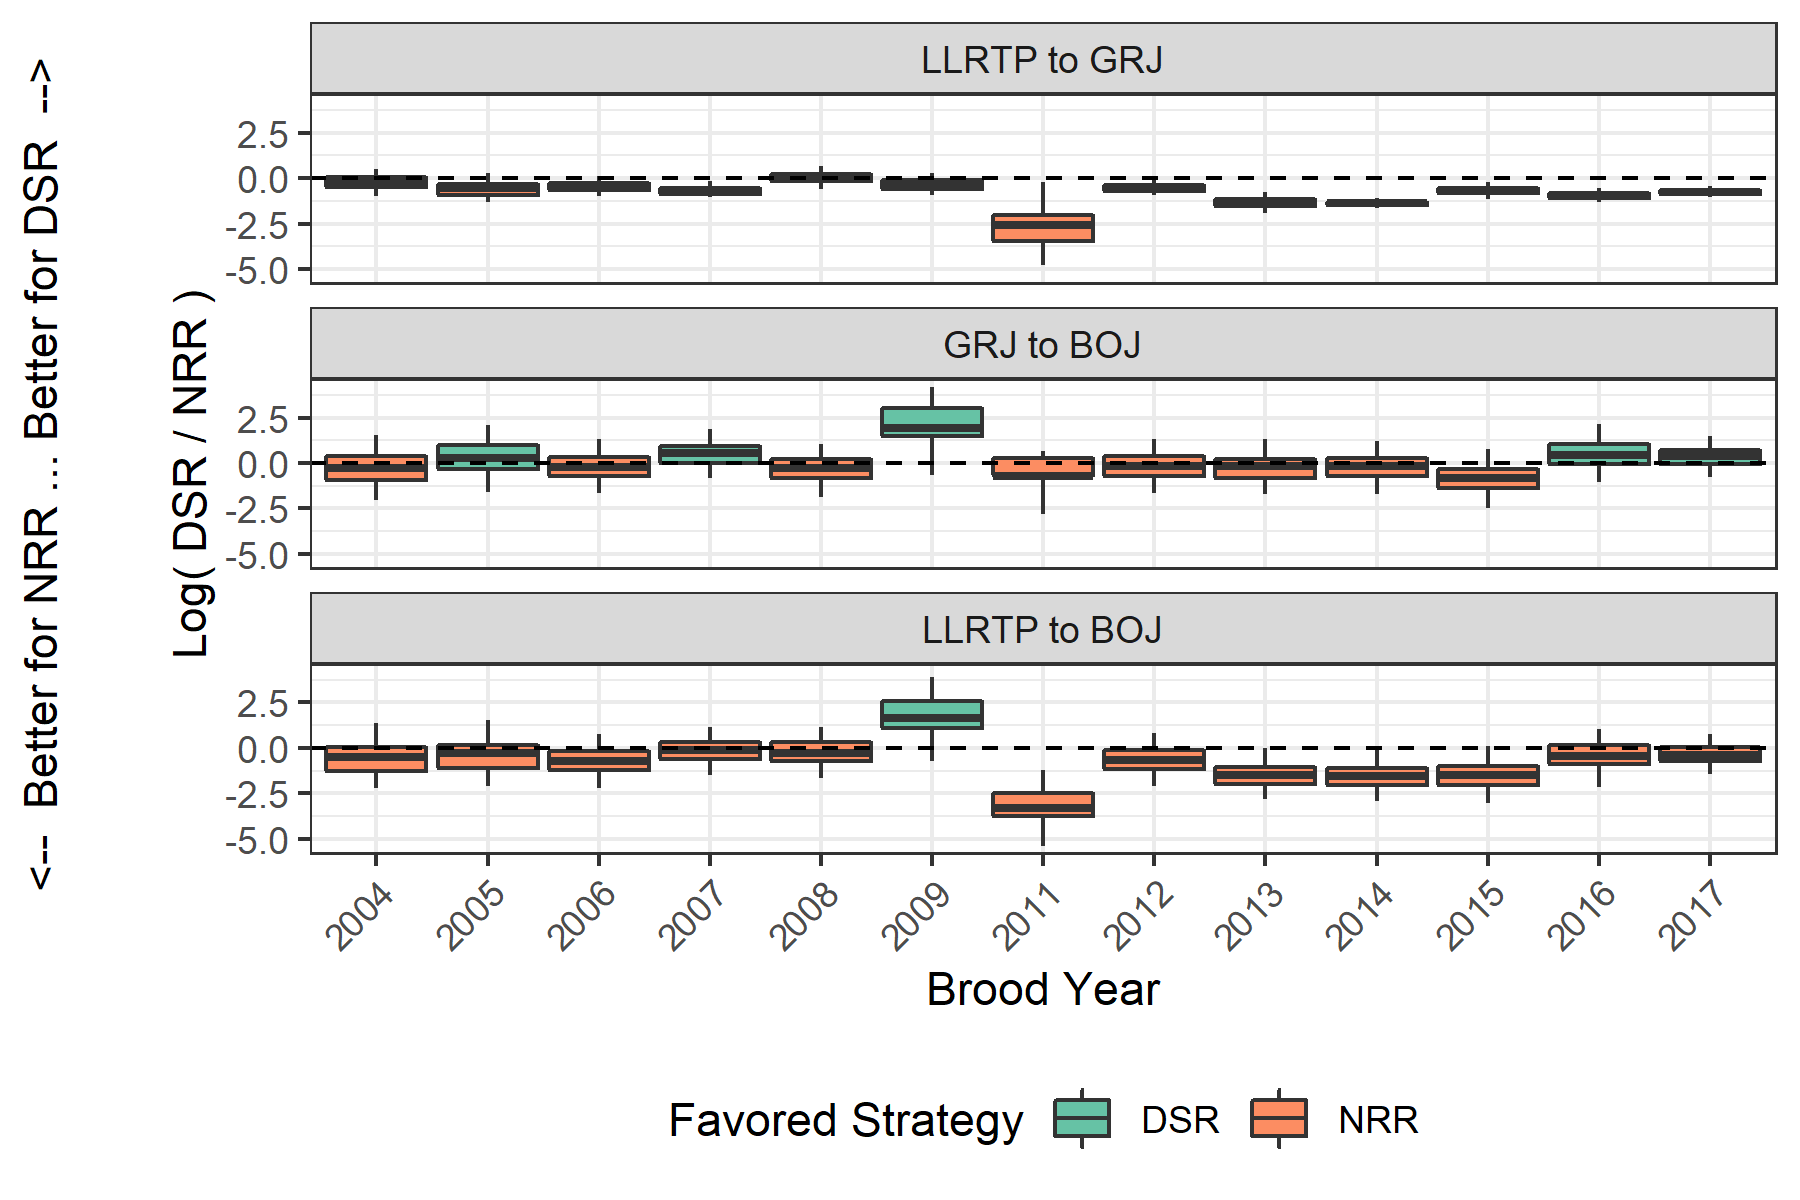 <-- Better for NRR ... Better for DSR -->
Log( DSR / NRR )
LLRTP to GRJ
2.5
0.0
-2.5
-5.0
GRJ to BOJ
2.5
0.0
-2.5
-5.0
LLRTP to BOJ
2.5
0.0
-2.5
-5.0
2004 2005 2006 2007 2008 2009 2011 2012 2013 2014 2015 2016 2017
Brood Year
Favored Strategy DSR NRR